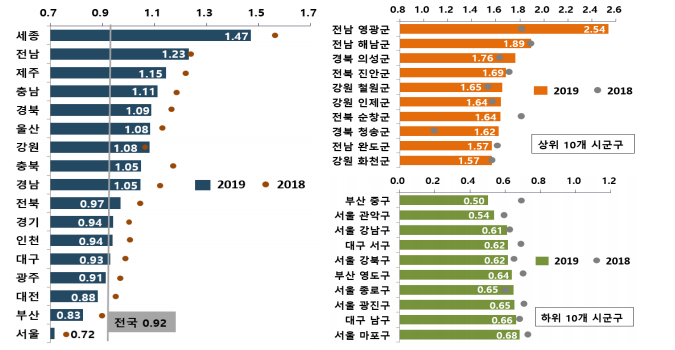 0.7 0.9 1.1 1.3 1.5 1.7
세종 1.47
전남 1.23
제주 1.15
충남 1.11
경북 1.09
울산 1.08
강원 1.08
충북 1.05
경남 1.05
전북 0.97
경기 0.94
인천 0.94
대구 0.93
광주 0.91
대전 0.88
부산 0.83
서울 0.72
2019 2018
전국 0.92
0.8 1.0 1.2 1.4 1.6 1.8 2.0 2.2 2.4 2.6
전남 영광군 2.54
전남 해남군 1.89
경북 의성군 1.76
전북 진안군 1.69
강원 철원군 1.65
강원 인제군 1.64
전북 순창군 1.64
경북 청송군 1.62
전남 완도군 1.57
강원 화천군 1.57
2019 2018
상위 10개 시군구
0.0 0.2 0.4 0.6 0.8 1.0 1.2
부산 중구 0.50
서울 관악구 0.54
서울 강남구 0.61
대구 서구 0.62
서울 강북구 0.62
부산 영도구 0.64
서울 종로구 0.65
서울 광진구 0.65
대구 남구 0.66
서울 마포구 0.68
2019 2018
하위 10개 시군구